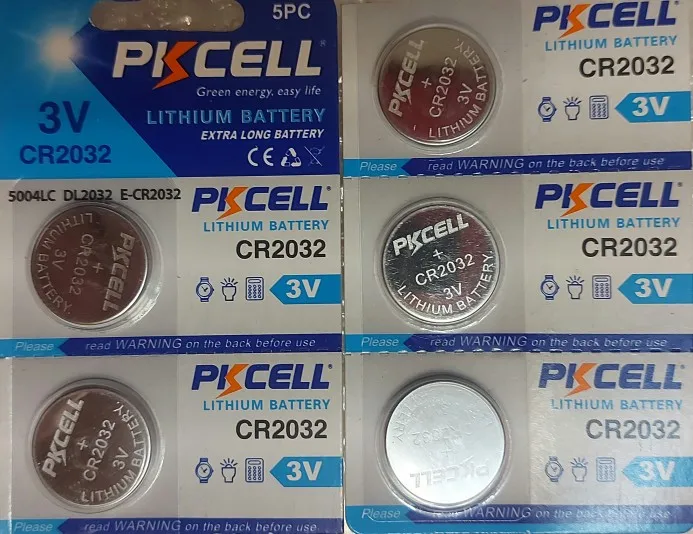 5PC
PKCELL®
Green energy, easy life
3V
LITHIUM BATTERY
CR2032
EXTRA LONG BATTERY
CE
5004LC DL2032 E-CR2032
PKCELL
+
CR2032
3V
LITHIUM BATTERY.
PKCELL®
LITHIUM BATTERY
CR2032
3V
Please read WARNING on the back before use
PKCELL
+
CR2032
3V
LITHIUM BATTERY.
PKCELL®
LITHIUM BATTERY
CR2032
3V
Please read WARNING on the back before use
PKCELL
+
CR2032
3V
LITHIUM BATTERY.
PKCELL
LITHIUM BATTERY
CR2032
3V
Please read WARNING on the back before use
PKCELL
+
CR2032
3V
LITHIUM BATTERY.
PKCELL®
LITHIUM BATTERY
CR2032
3V
Please read WARNING on the back before use
PKCELL
PKCELL®
LITHIUM BATTERY
CR2032
3V
Please read WARNING on the back before use